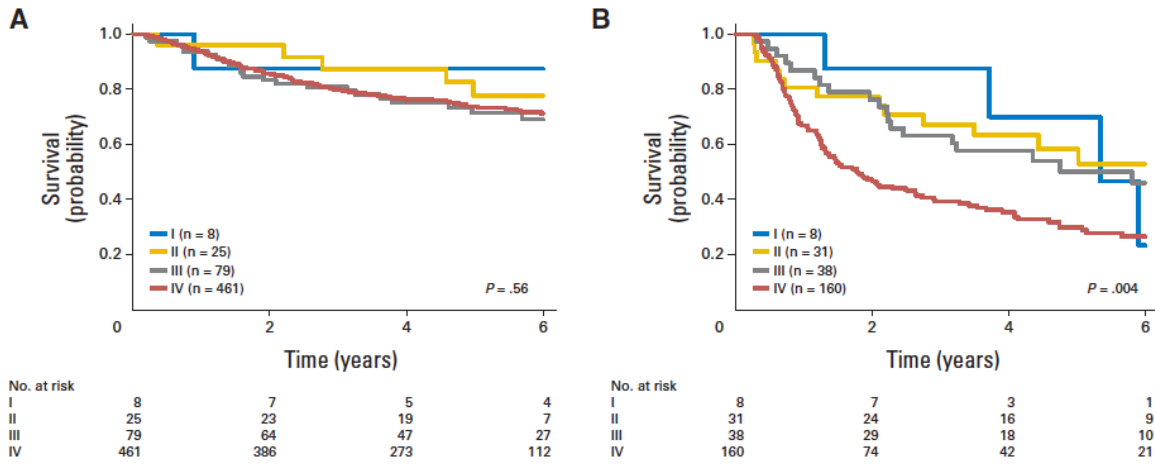 A
1.0
0.8
0.6
0.4
0.2
0
2
4
6
Survival
(probability)
I (n = 8)
II (n = 25)
III (n = 79)
IV (n = 461)
P = .56
Time (years)
No. at risk
I 8 7 5 4
II 25 23 19 7
III 79 64 47 27
IV 461 386 273 112
B
1.0
0.8
0.6
0.4
0.2
0
2
4
6
Survival
(probability)
I (n = 8)
II (n = 31)
III (n = 38)
IV (n = 160)
P = .004
Time (years)
No. at risk
I 8 7 3 1
II 31 24 16 9
III 38 29 18 10
IV 160 74 42 21